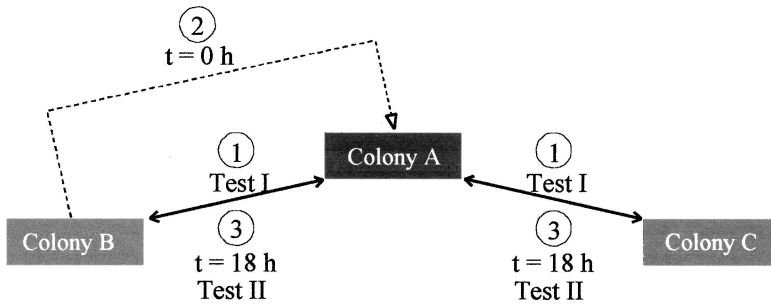 2
t = 0 h
Colony A
1
Test I
1
Test I
Colony B
3
t = 18 h
Test II
3
t = 18 h
Test II
Colony C